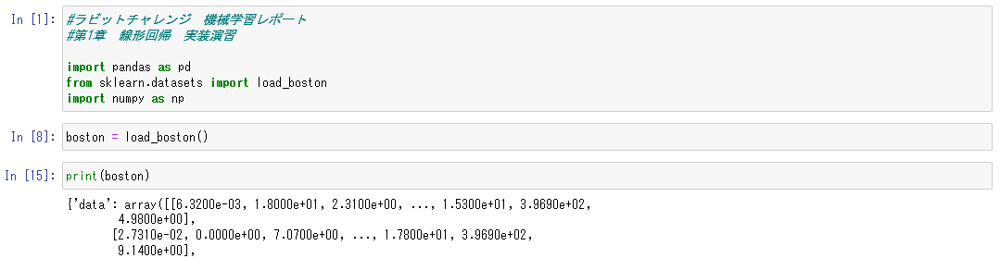 In [1]: #ラビットチャレンジ　機械学習レポート
#第1章　線形回帰　実装演習
import pandas as pd
from sklearn.datasets import load_boston
import numpy as np
In [8]: boston = load_boston()
In [15]: print(boston)
{'data': array([[6.3200e-03, 1.8000e+01, 2.3100e+00, ..., 1.5300e+01, 3.9690e+02,
4.9800e+00],
[2.7310e-02, 0.0000e+00, 7.0700e+00, ..., 1.7800e+01, 3.9690e+02,
9.1400e+00],